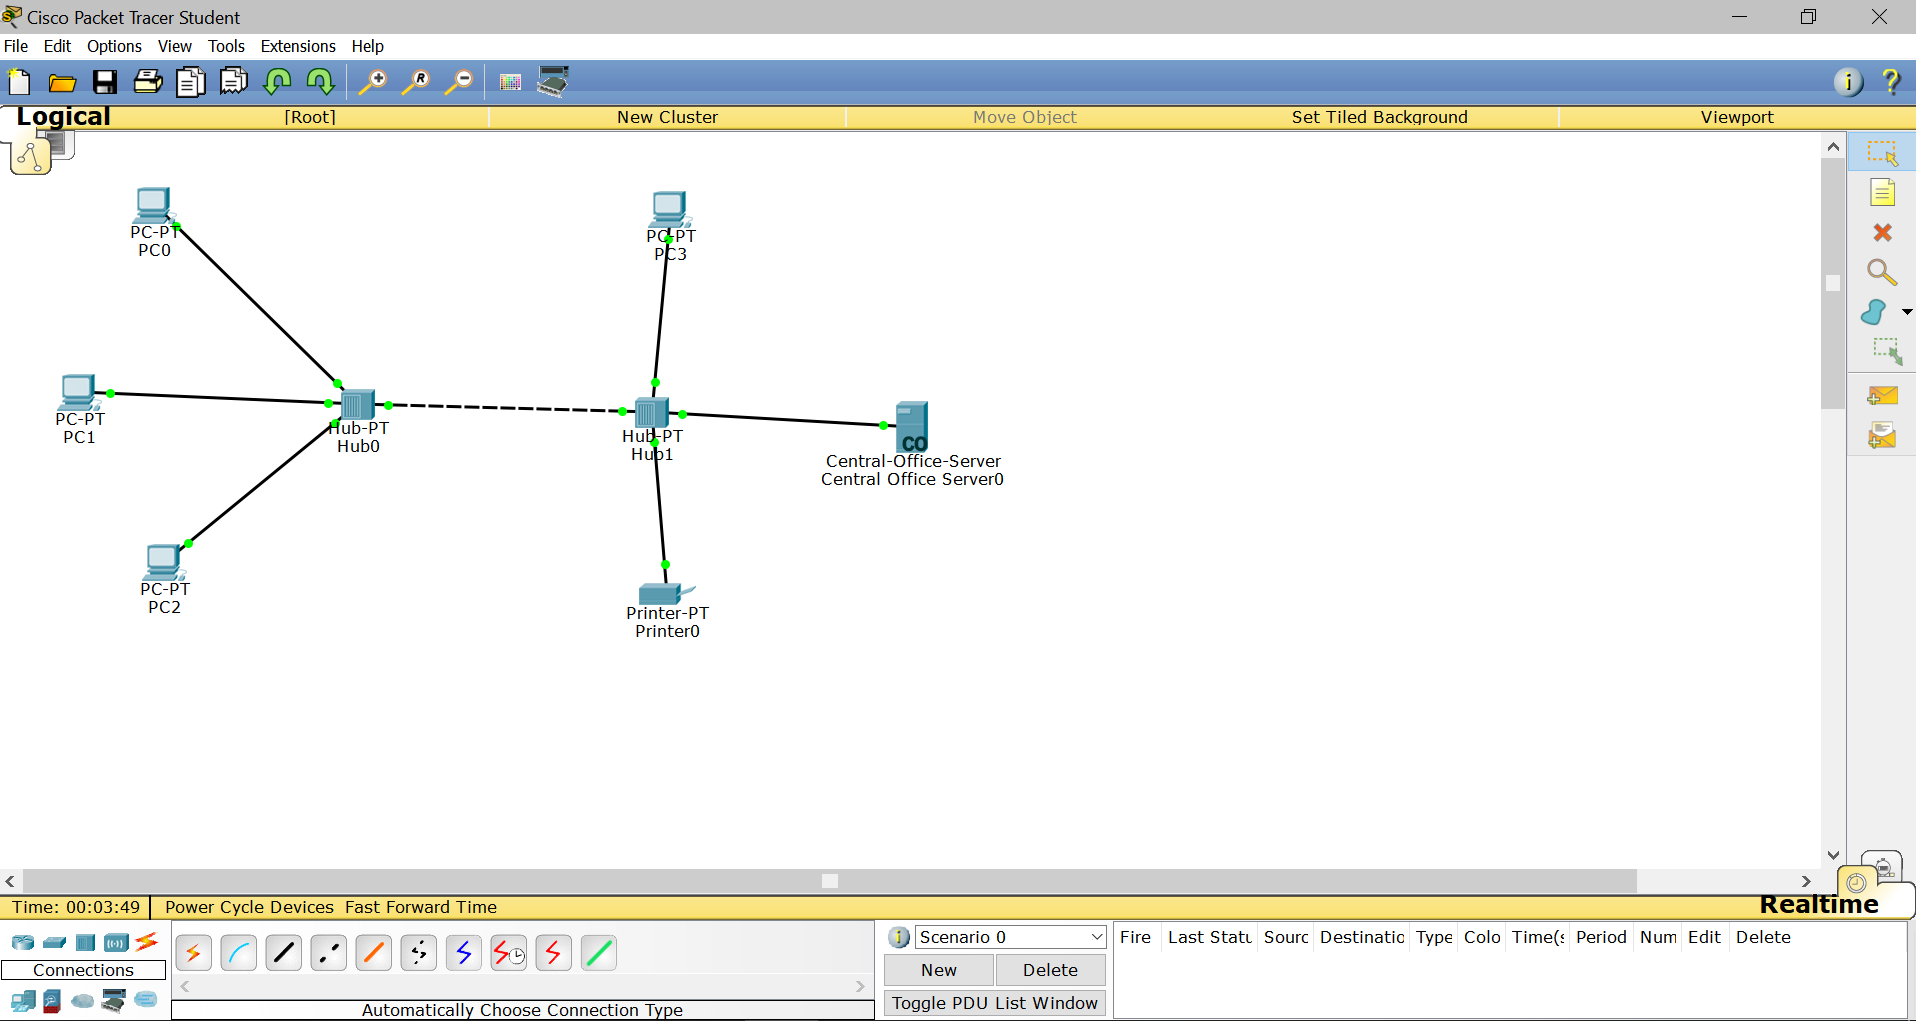 Cisco Packet Tracer Student
File Edit Options View Tools Extensions Help
Logical [Root] New Cluster Move Object Set Tiled Background Viewport
PC-PT
PC0
PC-PT
PC3
PC-PT
PC1
Hub-PT
Hub0
Hub-PT
Hub1
CO
Central-Office-Server
Central Office Server0
PC-PT
PC2
Printer-PT
Printer0
Time: 00:03:49 Power Cycle Devices Fast Forward Time Realtime
Connections
Automatically Choose Connection Type
Scenario 0
New Delete
Toggle PDU List Window
Fire Last Statu Sourc Destinatio Type Colo Time(s Period Num Edit Delete